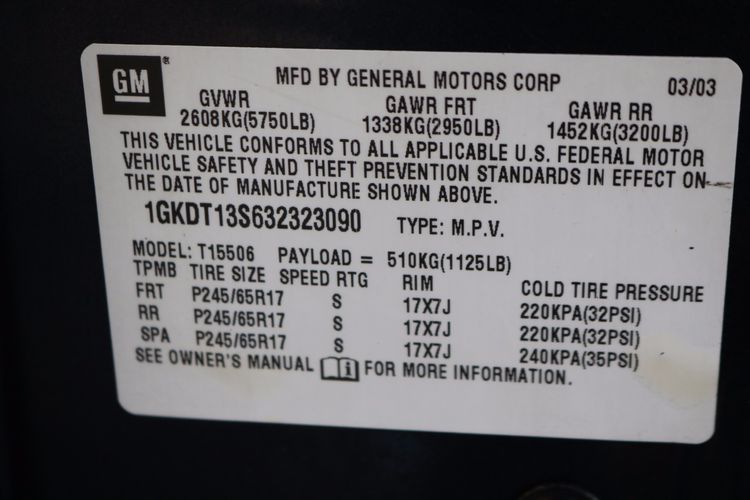 GM®
MFD BY GENERAL MOTORS CORP 03/03
GVWR GAWR FRT GAWR RR
2608KG(5750LB) 1338KG(2950LB) 1452KG(3200LB)
THIS VEHICLE CONFORMS TO ALL APPLICABLE U.S. FEDERAL MOTOR
VEHICLE SAFETY AND THEFT PREVENTION STANDARDS IN EFFECT ON
THE DATE OF MANUFACTURE SHOWN ABOVE.
1GKDT13S632323090 TYPE: M.P.V.
MODEL: T15506 PAYLOAD = 510KG(1125LB)
TPMB TIRE SIZE SPEED RTG RIM COLD TIRE PRESSURE
FRT P245/65R17 S 17X7J 220KPA(32PSI)
RR P245/65R17 S 17X7J 220KPA(32PSI)
SPA P245/65R17 S 17X7J 240KPA(35PSI)
SEE OWNER'S MANUAL i FOR MORE INFORMATION.